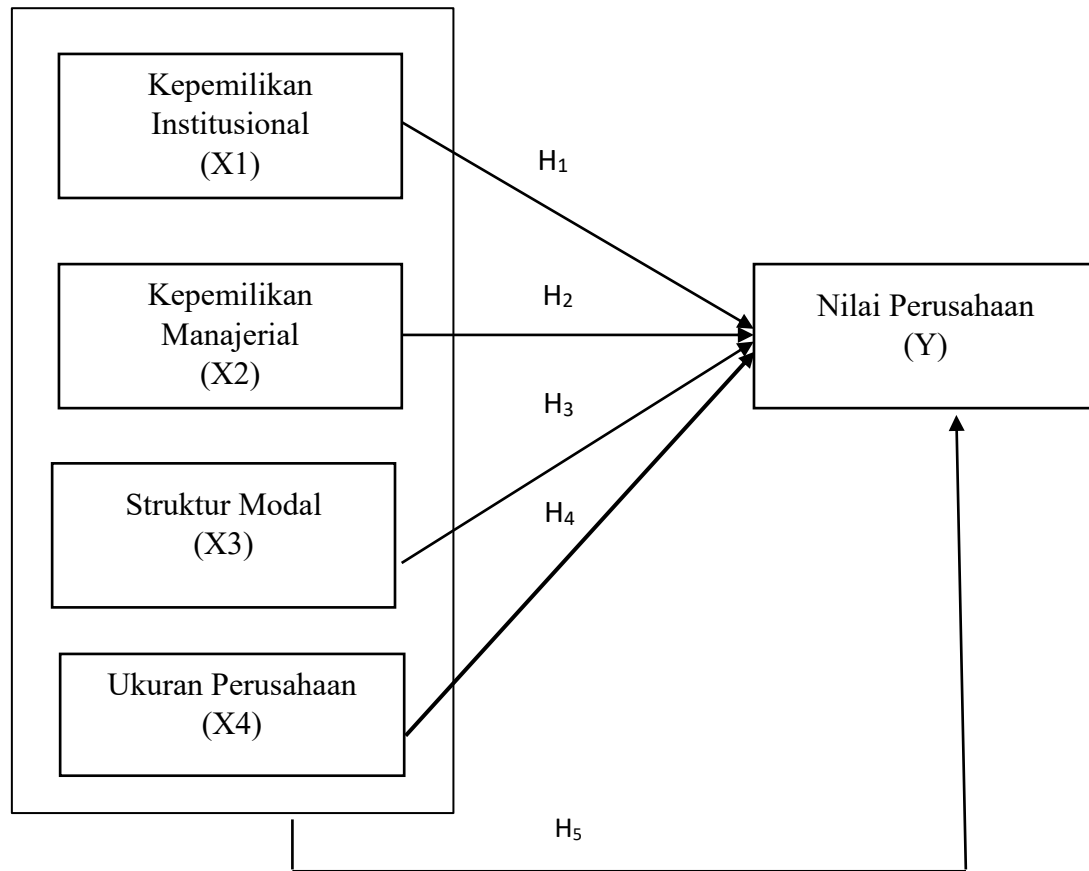 Kepemilikan
Institusional
(X1)
H₁
Kepemilikan
Manajerial
(X2)
H₂
Nilai Perusahaan
(Y)
Struktur Modal
(X3)
H₃
H₄
Ukuran Perusahaan
(X4)
H₅